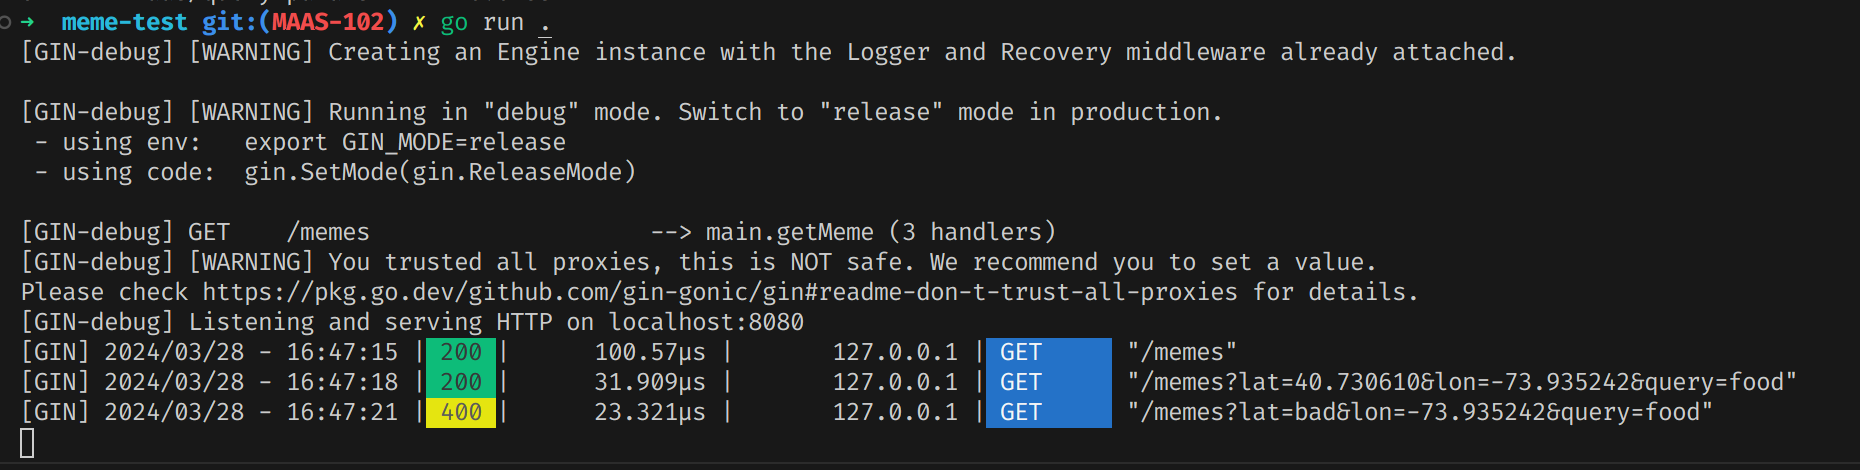 ➜ meme-test git:(MAAS-102) ✗ go run .
[GIN-debug] [WARNING] Creating an Engine instance with the Logger and Recovery middleware already attached.
[GIN-debug] [WARNING] Running in "debug" mode. Switch to "release" mode in production.
- using env: export GIN_MODE=release
- using code: gin.SetMode(gin.ReleaseMode)
[GIN-debug] GET /memes --> main.getMeme (3 handlers)
[GIN-debug] [WARNING] You trusted all proxies, this is NOT safe. We recommend you to set a value.
Please check https://pkg.go.dev/github.com/gin-gonic/gin#readme-don-t-trust-all-proxies for details.
[GIN-debug] Listening and serving HTTP on localhost:8080
[GIN] 2024/03/28 - 16:47:15 | 200 | 100.57µs | 127.0.0.1 | GET "/memes"
[GIN] 2024/03/28 - 16:47:18 | 200 | 31.909µs | 127.0.0.1 | GET "/memes?lat=40.730610&lon=-73.935242&query=food"
[GIN] 2024/03/28 - 16:47:21 | 400 | 23.321µs | 127.0.0.1 | GET "/memes?lat=bad&lon=-73.935242&query=food"